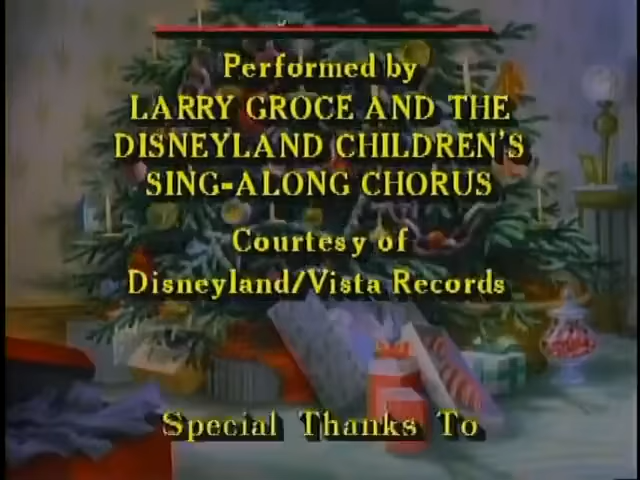 Performed by
LARRY GROCE AND THE
DISNEYLAND CHILDREN'S
SING-ALONG CHORUS
Courtesy of
Disneyland/Vista Records
Special Thanks To